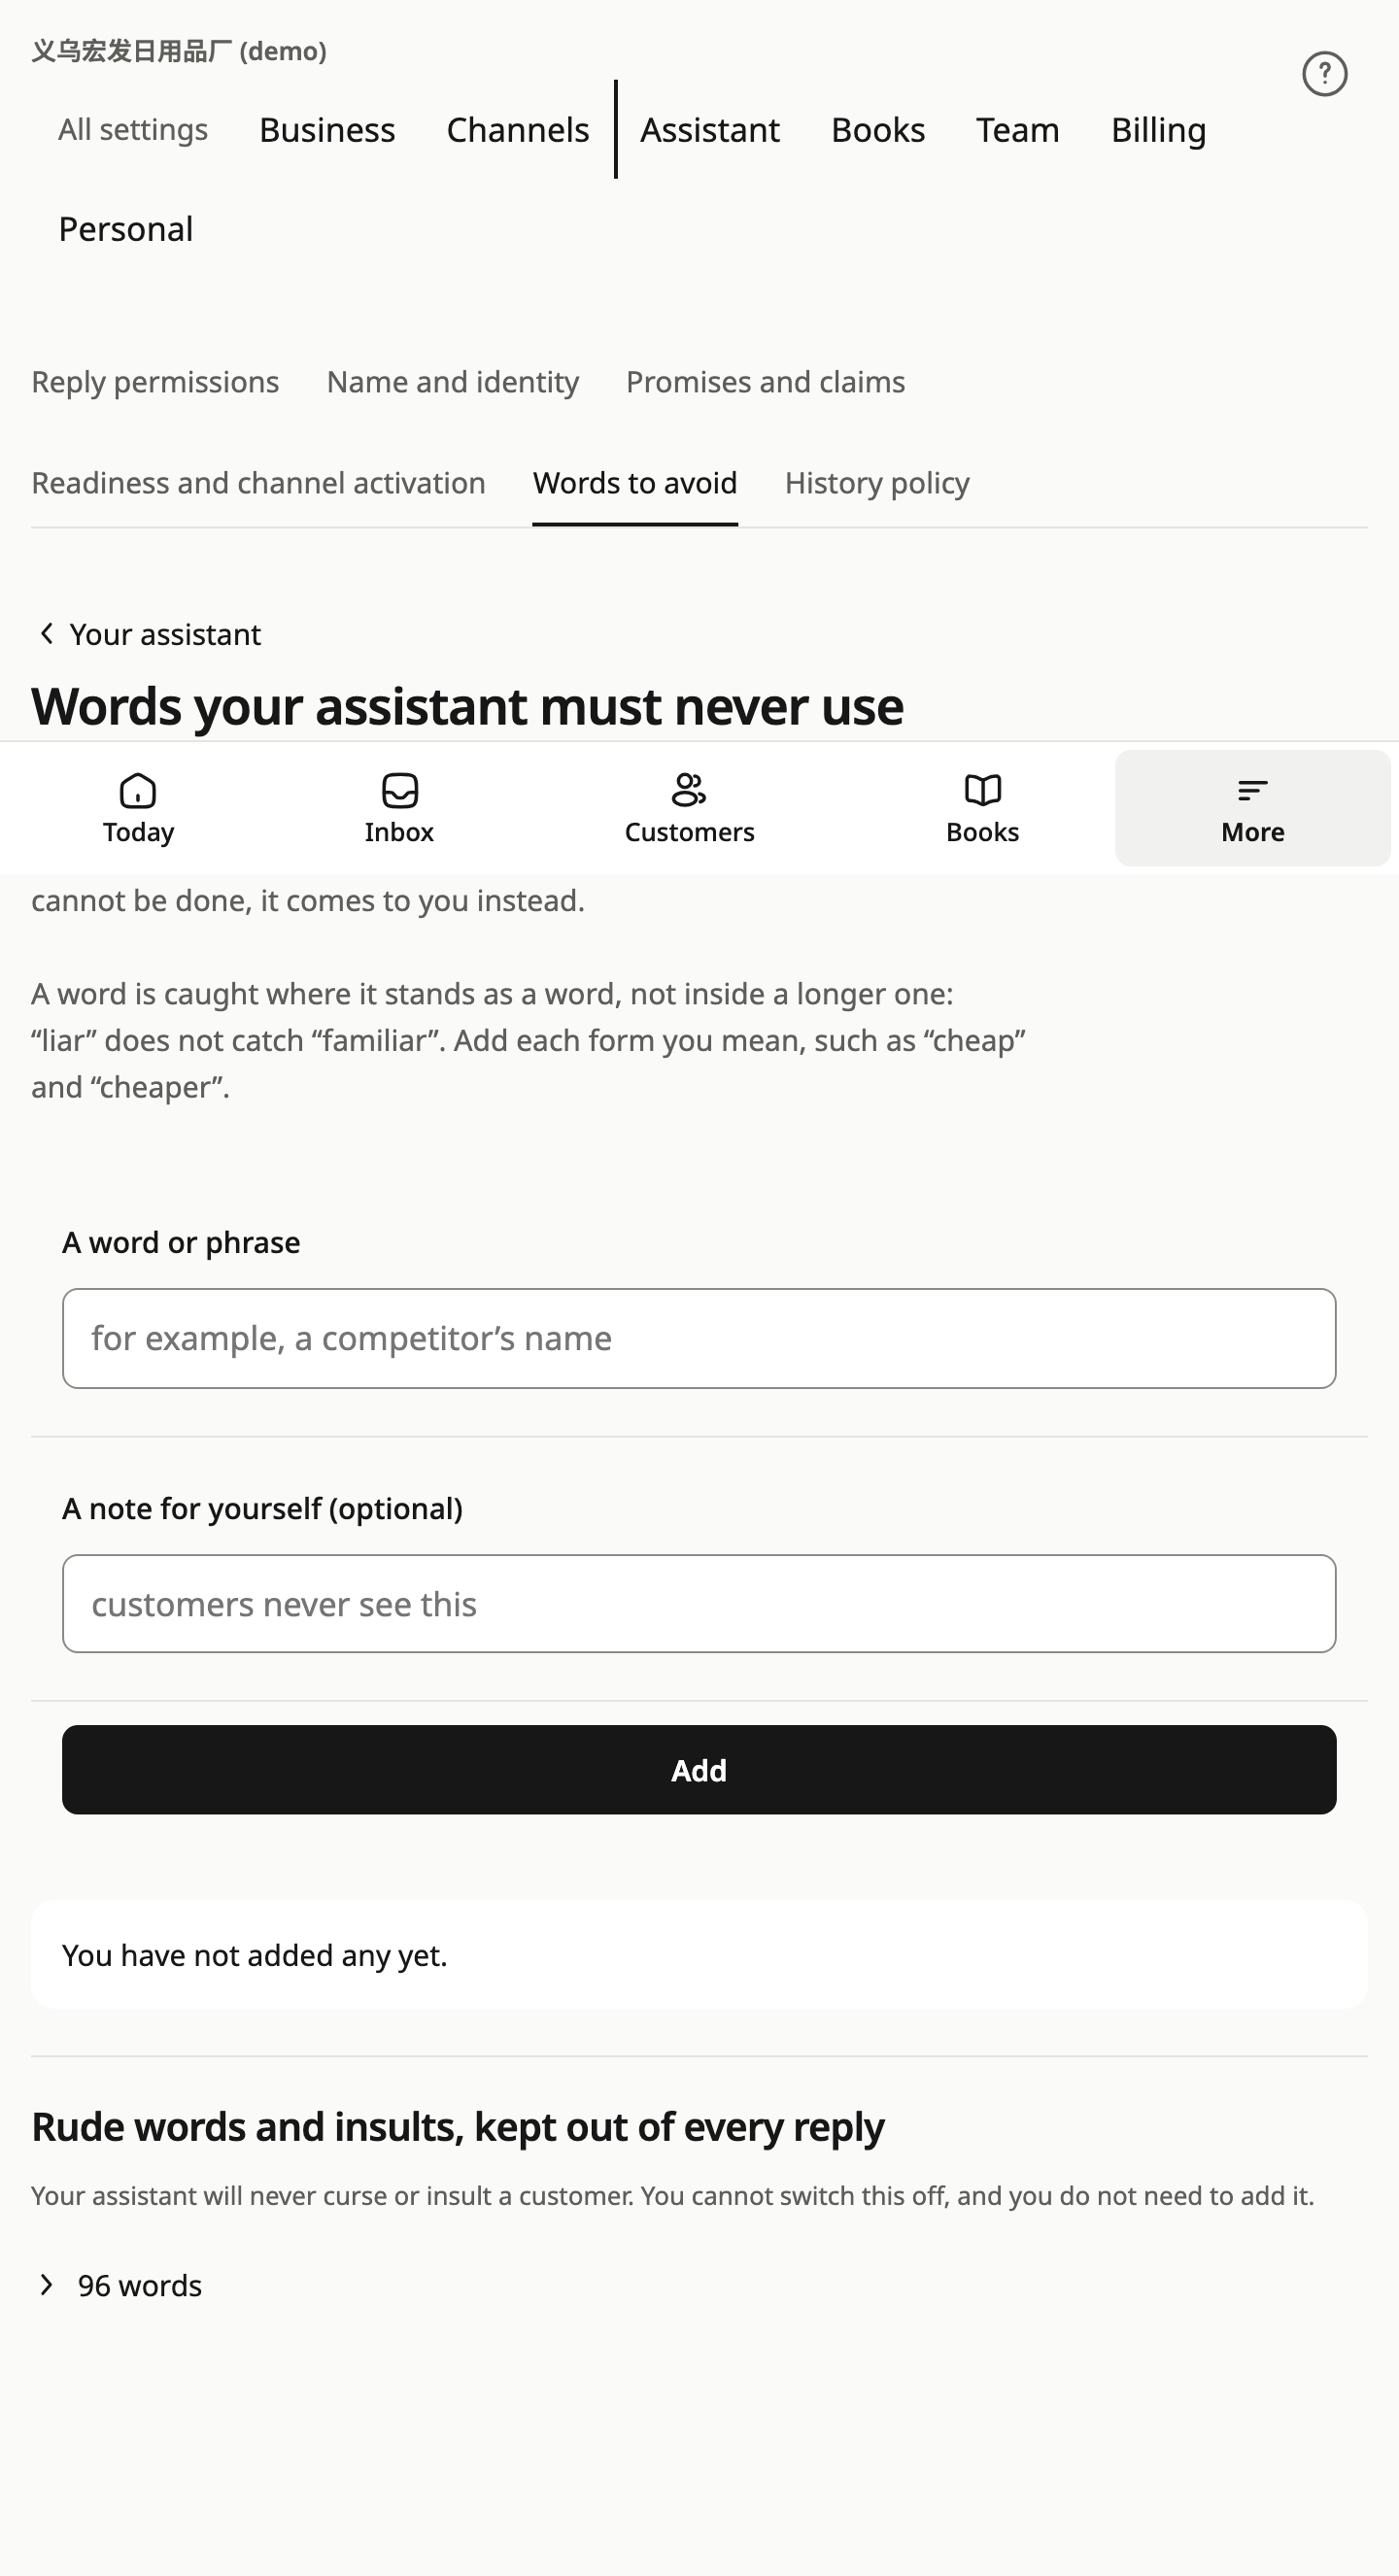 义乌宏发日用品厂 (demo)
All settings Business Channels Assistant Books Team Billing
Personal
Reply permissions Name and identity Promises and claims
Readiness and channel activation Words to avoid History policy
Your assistant
Words your assistant must never use
Today Inbox Customers Books More
cannot be done, it comes to you instead.
A word is caught where it stands as a word, not inside a longer one:
“liar” does not catch “familiar”. Add each form you mean, such as “cheap”
and “cheaper”.
A word or phrase
for example, a competitor’s name
A note for yourself (optional)
customers never see this
Add
You have not added any yet.
Rude words and insults, kept out of every reply
Your assistant will never curse or insult a customer. You cannot switch this off, and you do not need to add it.
96 words